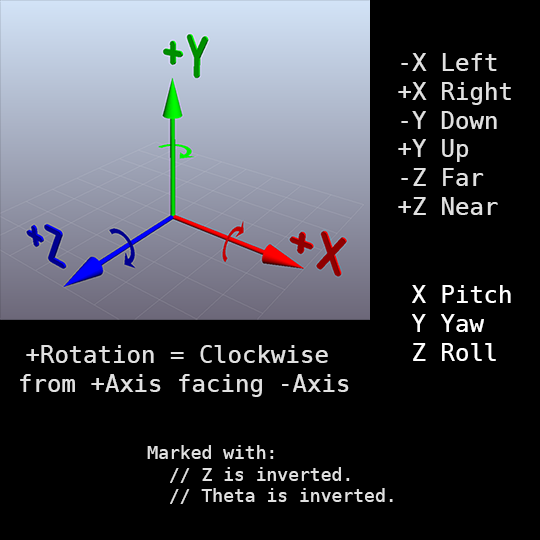 +Y
+Z
+X
-X Left
+X Right
-Y Down
+Y Up
-Z Far
+Z Near
X Pitch
Y Yaw
Z Roll
+Rotation = Clockwise
from +Axis facing -Axis
Marked with:
// Z is inverted.
// Theta is inverted.